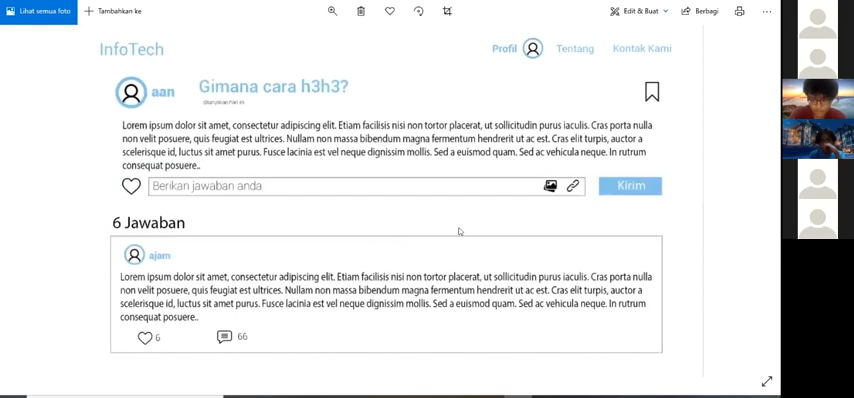 Lihat semua foto
Tambahkan ke
Edit & Buat
Berbagi
InfoTech
Profil
Tentang
Kontak Kami
aan
Gimana cara h3h3?
Ditanyakan hari ini
Lorem ipsum dolor sit amet, consectetur adipiscing elit. Etiam facilisis nisi non tortor placerat, ut sollicitudin purus iaculis. Cras porta nulla
non velit posuere, quis feugiat est ultrices. Nullam non massa bibendum magna fermentum hendrerit ut ac est. Cras elit turpis, auctor a
scelerisque id, luctus sit amet purus. Fusce lacinia est vel neque dignissim mollis. Sed a euismod quam. Sed ac vehicula neque. In rutrum
consequat posuere..
Berikan jawaban anda
Kirim
6 Jawaban
ajam
Lorem ipsum dolor sit amet, consectetur adipiscing elit. Etiam facilisis nisi non tortor placerat, ut sollicitudin purus iaculis. Cras porta nulla
non velit posuere, quis feugiat est ultrices. Nullam non massa bibendum magna fermentum hendrerit ut ac est. Cras elit turpis, auctor a
scelerisque id, luctus sit amet purus. Fusce lacinia est vel neque dignissim mollis. Sed a euismod quam. Sed ac vehicula neque. In rutrum
consequat posuere..
6
66